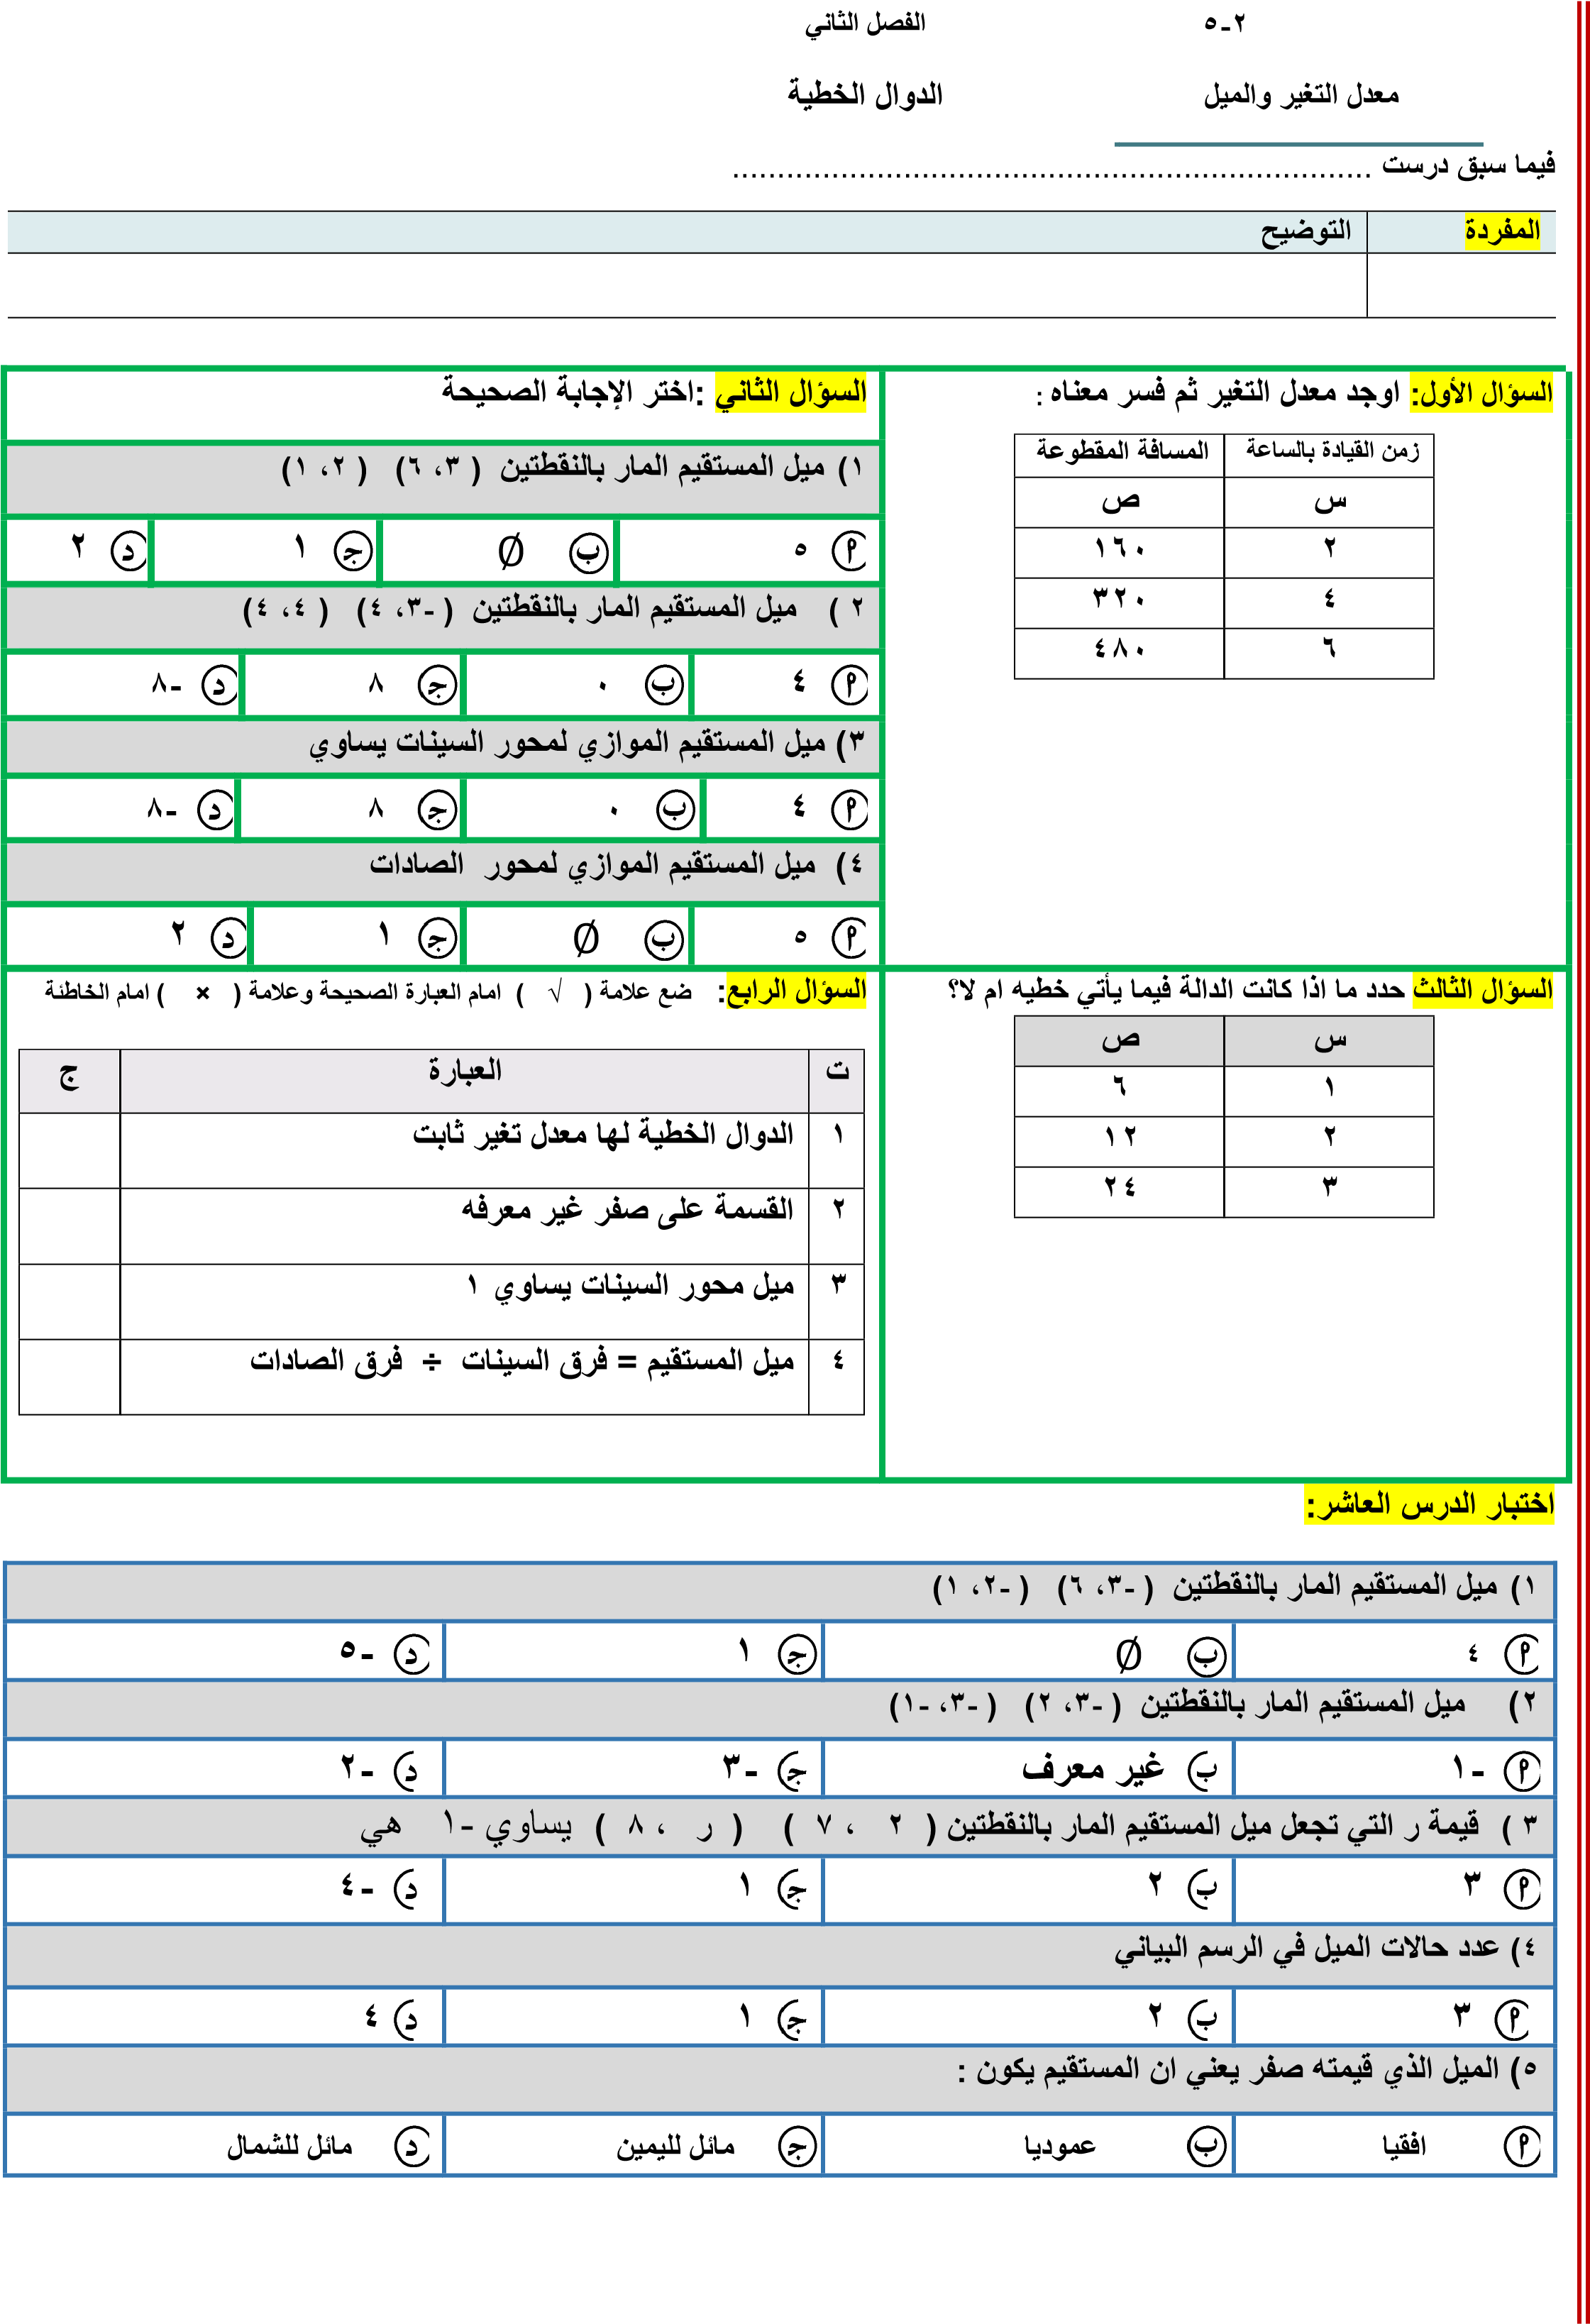 ٢-٥ الفصل الثاني
معدل التغير والميل الدوال الخطية
فيما سبق درست .......................................................................
المفردة التوضيح
السؤال الأول: اوجد معدل التغير ثم فسر معناه :
زمن القيادة بالساعة المسافة المقطوعة
س ص
٢ ١٦٠
٤ ٣٢٠
٦ ٤٨٠
السؤال الثاني :اختر الإجابة الصحيحة
١) ميل المستقيم المار بالنقطتين ( ٣، ٦) ( ٢، ١)
م ٥ ب Ø ج ١ د ٢
٢ ) ميل المستقيم المار بالنقطتين ( -٣، ٤) ( ٤، ٤)
م ٤ ب ٠ ج ٨ د -٨
٣) ميل المستقيم الموازي لمحور السينات يساوي
م ٤ ب ٠ ج ٨ د -٨
٤) ميل المستقيم الموازي لمحور الصادات
م ٥ ب Ø ج ١ د ٢
السؤال الثالث حدد ما اذا كانت الدالة فيما يأتي خطيه ام لا؟
س ص
١ ٦
٢ ١٢
٣ ٢٤
السؤال الرابع: ضع علامة ( √ ) امام العبارة الصحيحة وعلامة ( × ) امام الخاطئة
ت العبارة ج
١ الدوال الخطية لها معدل تغير ثابت
٢ القسمة على صفر غير معرفه
٣ ميل محور السينات يساوي ١
٤ ميل المستقيم = فرق السينات ÷ فرق الصادات
اختبار الدرس العاشر:
١) ميل المستقيم المار بالنقطتين ( -٣، ٦) ( -٢، ١)
م ٤ ب Ø ج ١ د -٥
٢) ميل المستقيم المار بالنقطتين ( -٣، ٢) ( -٣، -١)
م -١ ب غير معرف ج -٣ د -٢
٣ ) قيمة ر التي تجعل ميل المستقيم المار بالنقطتين ( ٢ ، ٧ ) ( ر ، ٨ ) يساوي -١ هي
م ٣ ب ٢ ج ١ د -٤
٤) عدد حالات الميل في الرسم البياني
م ٣ ب ٢ ج ١ د ٤
٥) الميل الذي قيمته صفر يعني ان المستقيم يكون :
م افقيا ب عموديا ج مائل لليمين د مائل للشمال